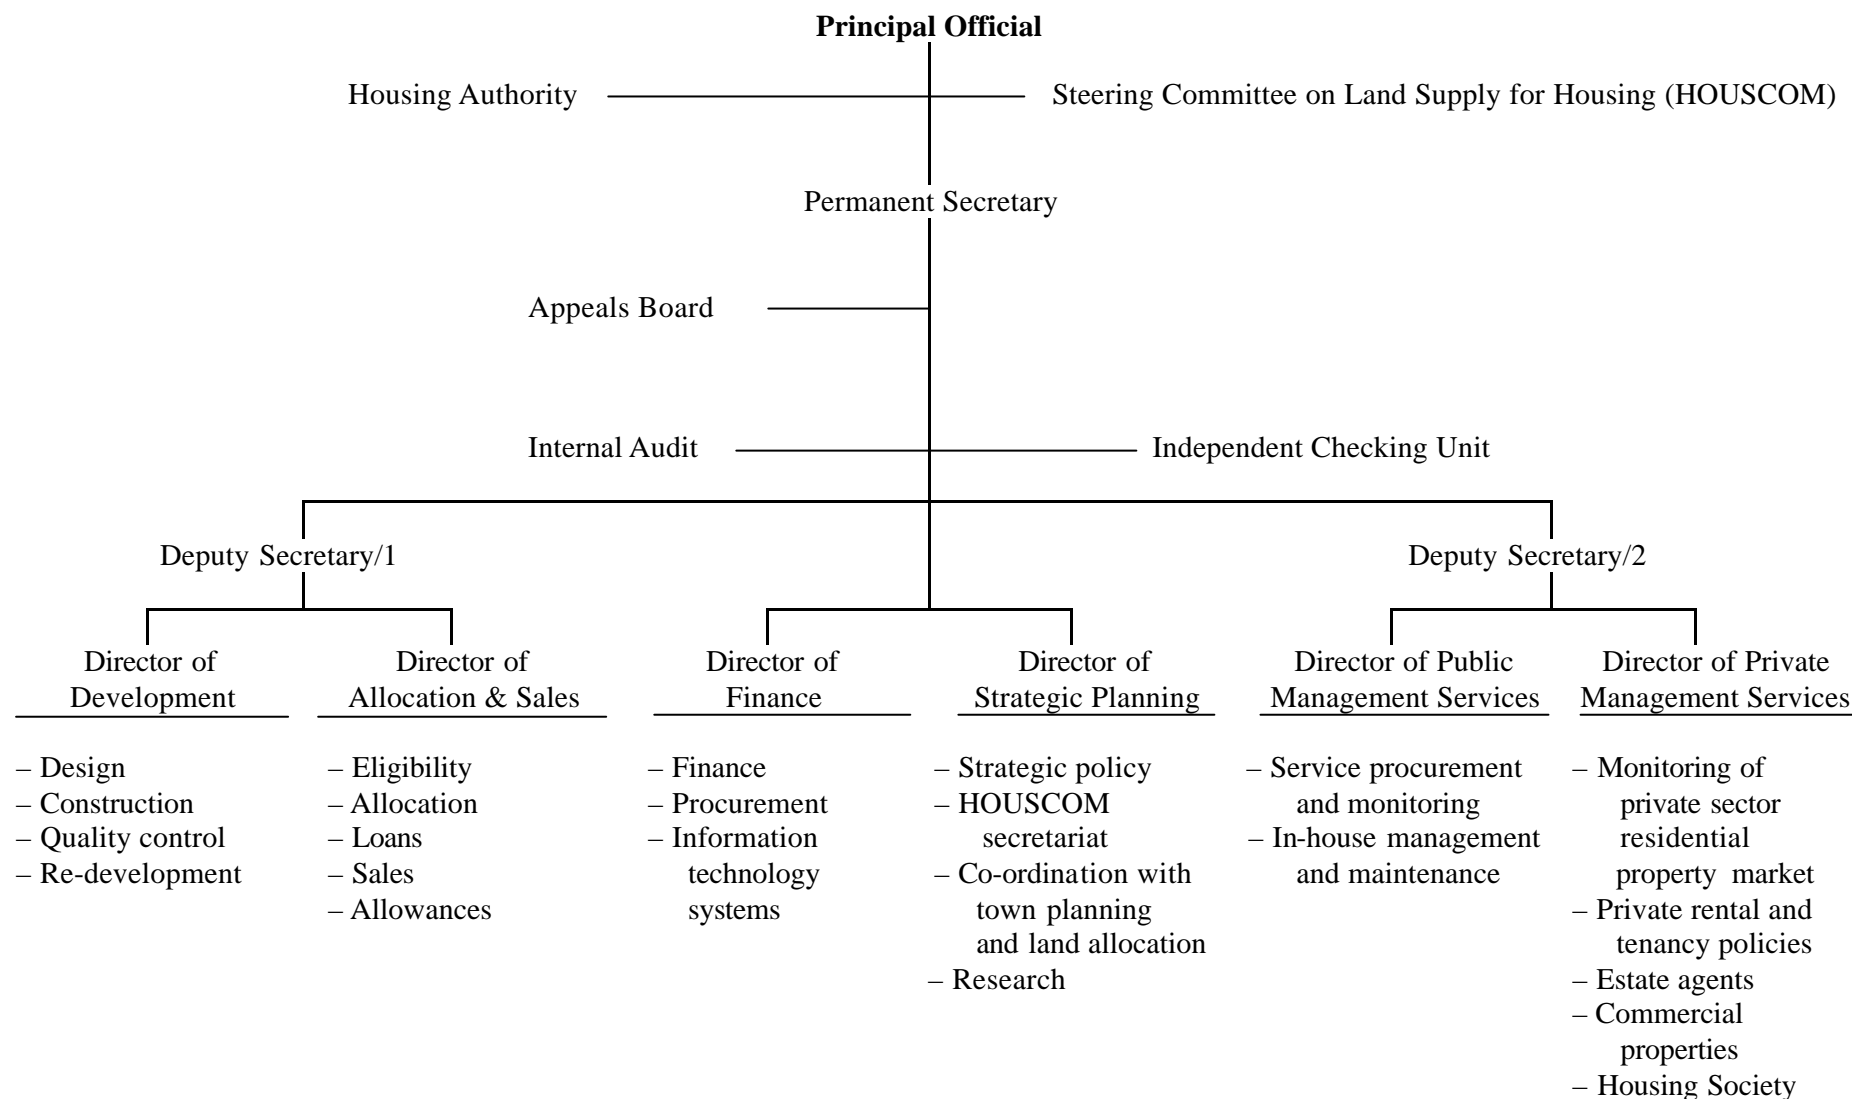 Principal Official
Housing Authority
Steering Committee on Land Supply for Housing (HOUSCOM)
Permanent Secretary
Appeals Board
Internal Audit
Independent Checking Unit
Deputy Secretary/1
Deputy Secretary/2
Director of
Development
– Design
– Construction
– Quality control
– Re-development
Director of
Allocation & Sales
– Eligibility
– Allocation
– Loans
– Sales
– Allowances
Director of
Finance
– Finance
– Procurement
– Information
technology
systems
Director of
Strategic Planning
– Strategic policy
– HOUSCOM
secretariat
– Co-ordination with
town planning
and land allocation
– Research
Director of Public
Management Services
– Service procurement
and monitoring
– In-house management
and maintenance
Director of Private
Management Services
– Monitoring of
private sector
residential
property market
– Private rental and
tenancy policies
– Estate agents
– Commercial
properties
– Housing Society